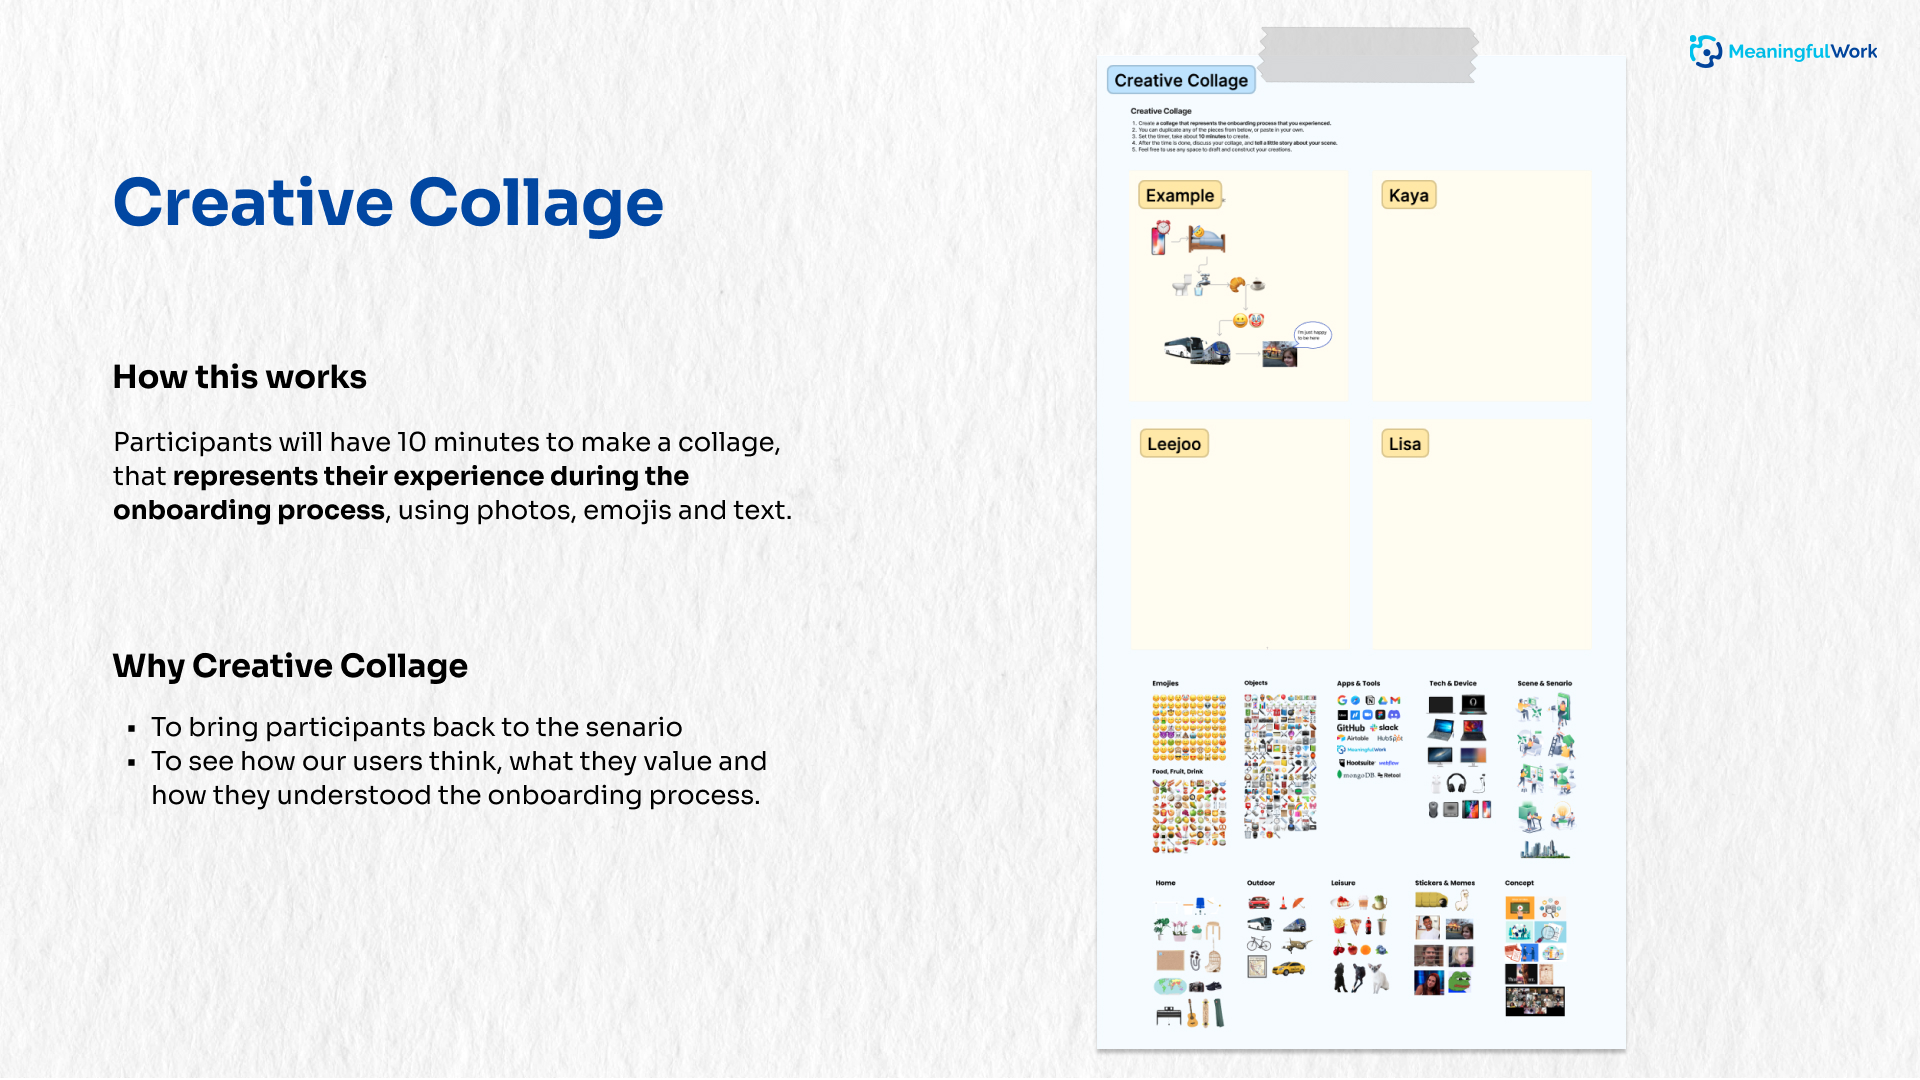 MeaningfulWork
Creative Collage
How this works
Participants will have 10 minutes to make a collage,
that represents their experience during the
onboarding process, using photos, emojis and text.
Why Creative Collage
▪ To bring participants back to the senario
▪ To see how our users think, what they value and
how they understood the onboarding process.
Creative Collage
Creative Collage
1. Create a collage that represents the onboarding process that you experienced.
2. You can duplicate any of the pieces from below, or paste in your own.
3. Set the timer, take about 10 minutes to create.
4. After the time is done, discuss your collage, and tell a little story about your scene.
5. Feel free to use any space to draft and construct your creations.
Example
I'm just happy
to be here
Kaya
Leejoo
Lisa
Emojies
Food, Fruit, Drink
Objects
Apps & Tools
GitHub slack
Airtable HubSpot
MeaningfulWork
Hootsuite webflow
mongoDB Retool
Tech & Device
Scene & Senario
Home
Outdoor
Leisure
Stickers & Memes
Concept